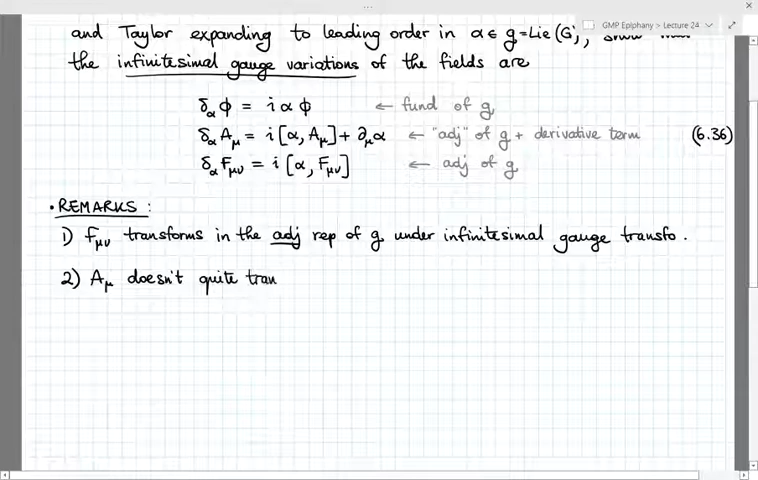 GMP Epiphany > Lecture 24
and Taylor expanding to leading order in α ∈ g = Lie(G), show that
the infinitesimal gauge variations of the fields are
δ_α ϕ = i α ϕ ← fund of g
δ_α A_μ = i [α, A_μ] + ∂_μ α ← "adj" of g + derivative term (6.36)
δ_α F_μν = i [α, F_μν] ← adj of g
• REMARKS:
1) F_μν transforms in the adj rep of g under infinitesimal gauge transfo.
2) A_μ doesn't quite tran